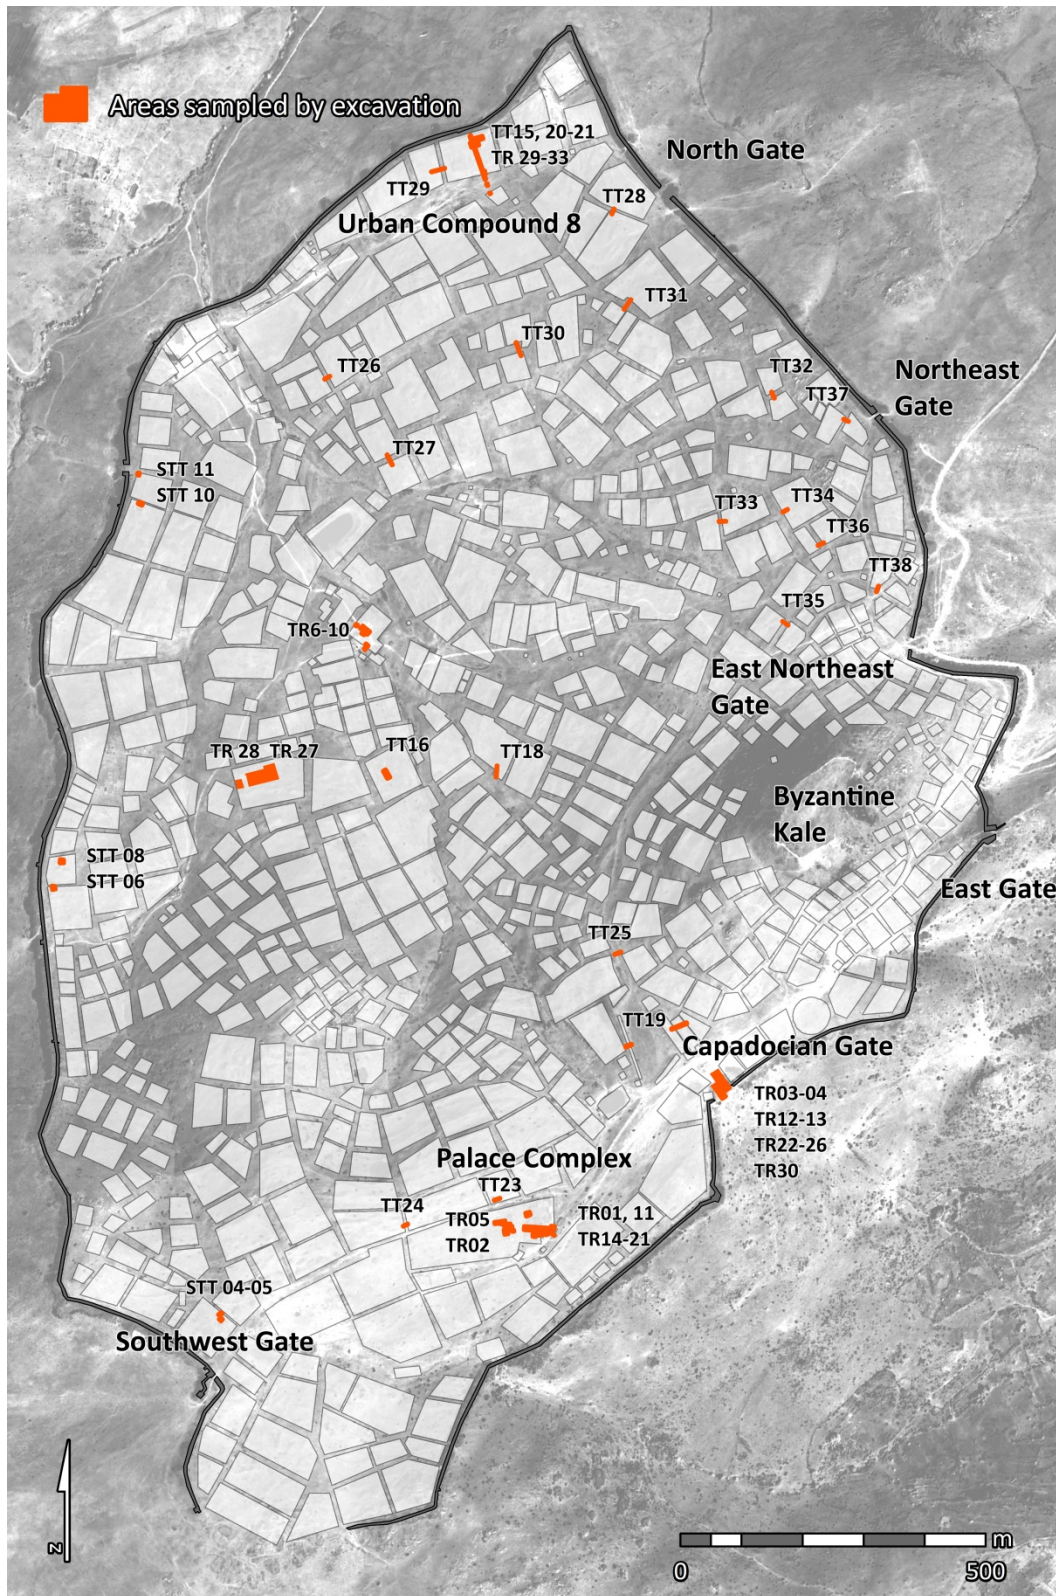 Areas sampled by excavation
TT15, 20-21
TR 29-33
North Gate
TT29
TT28
Urban Compound 8
TT31
TT30
TT26
TT32
Northeast
Gate
TT37
TT27
STT 11
STT 10
TT33
TT34
TT36
TT38
TR6-10
TT35
East Northeast
Gate
TR 28
TR 27
TT16
TT18
Byzantine
Kale
STT 08
STT 06
East Gate
TT25
TT19
Capadocian Gate
TR03-04
TR12-13
TR22-26
TR30
Palace Complex
TT23
TT24
TR05
TR02
TR01, 11
TR14-21
STT 04-05
Southwest Gate
N
m
0
500